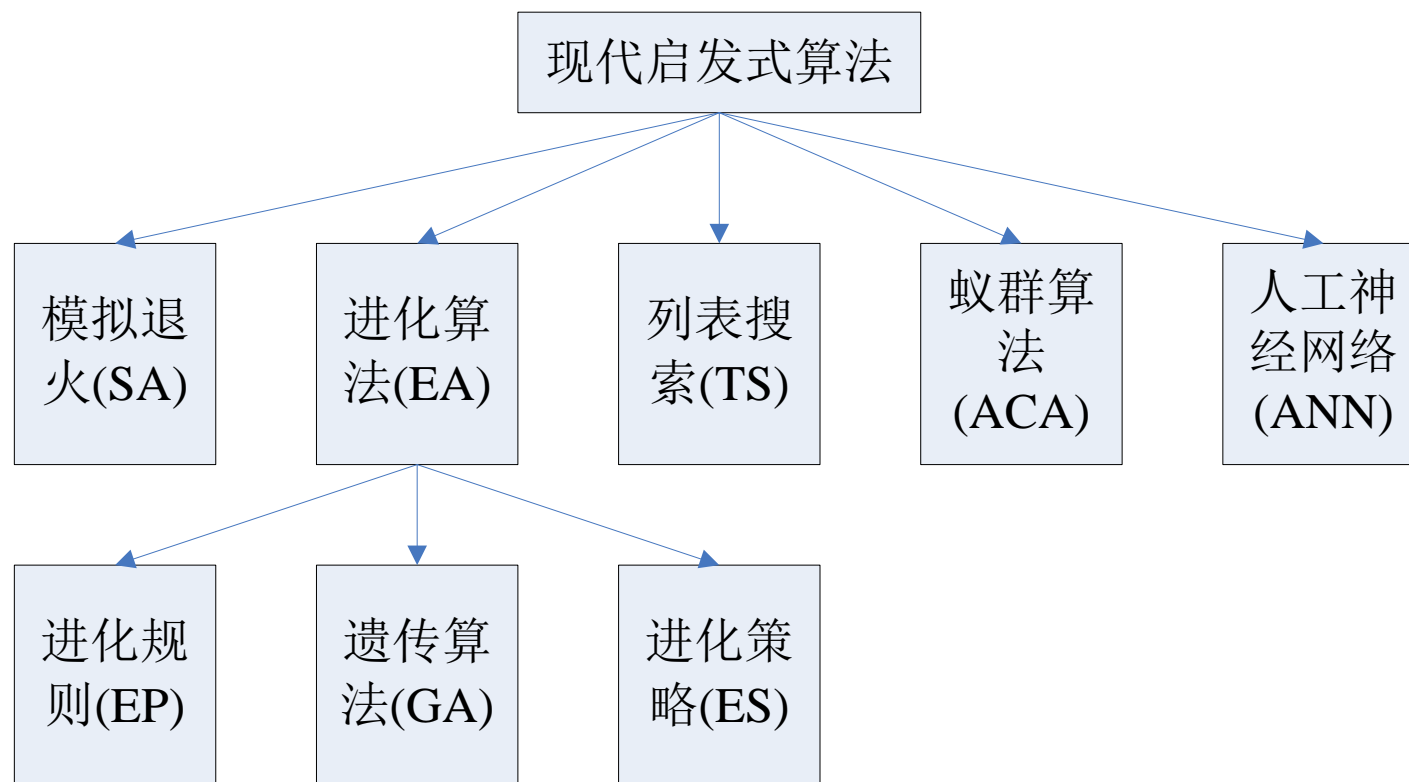 现代启发式算法
模拟退
火(SA)
进化算
法(EA)
列表搜
索(TS)
蚁群算
法
(ACA)
人工神
经网络
(ANN)
进化规
则(EP)
遗传算
法(GA)
进化策
略(ES)